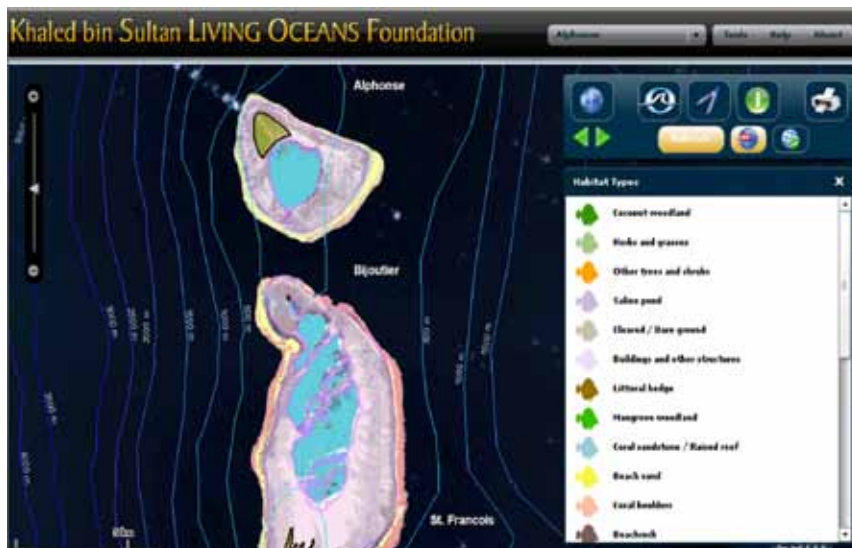 Khaled bin Sultan LIVING OCEANS Foundation
Alphonse
Tools Help About
Alphonse
Bijoutier
St. Francois
Habitat Types X
Coconut woodland
Herbs and grasses
Other trees and shrubs
Saline pond
Cleared / Bare ground
Buildings and other structures
Littoral hedge
Mangrove woodland
Coral sandstone / Raised reef
Beach sand
Coral boulders
Beachrock